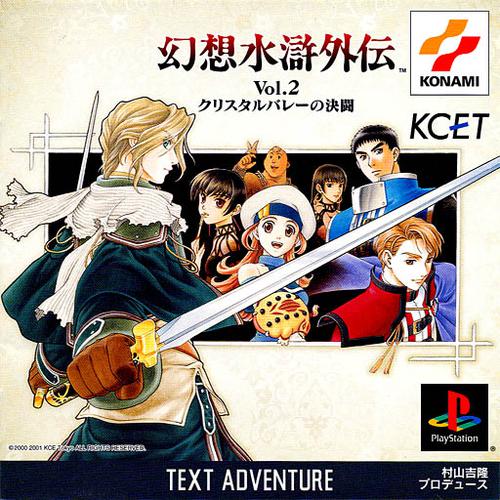 幻想水滸外伝™
Vol.2
クリスタルバレーの決闘
KONAMI
KCET
PlayStation
®
©2000 2001 KCE Tokyo ALL RIGHTS RESERVED.
TEXT ADVENTURE
村山吉隆
プロデュース